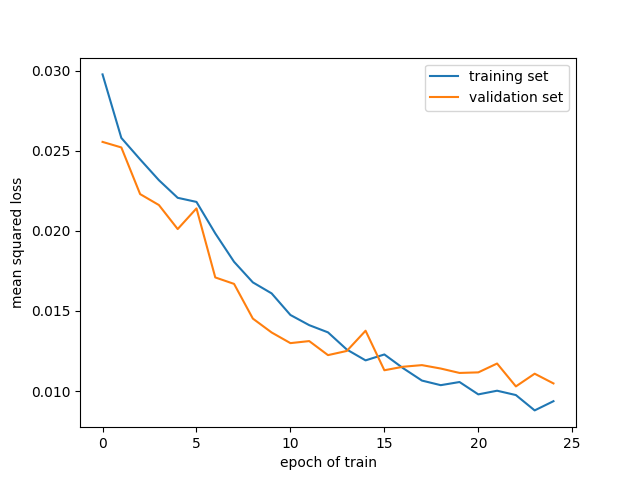 training set
validation set
0.030
0.025
0.020
0.015
0.010
mean squared loss
0 5 10 15 20 25
epoch of train